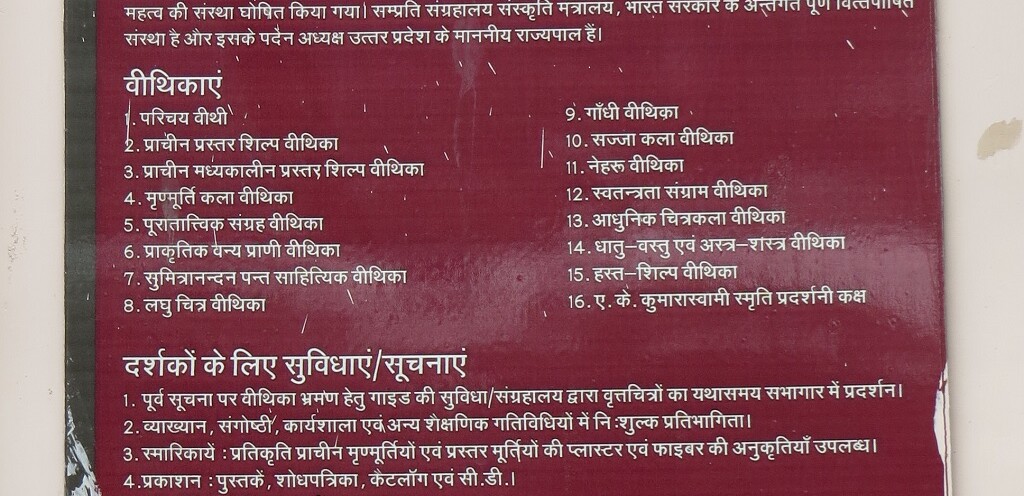 महत्व की संस्था घोषित किया गया। सम्प्रति संग्रहालय संस्कृति मंत्रालय, भारत सरकार के अन्तर्गत पूर्ण वित्तपोषित
संस्था है और इसके पदेन अध्यक्ष उत्तर प्रदेश के माननीय राज्यपाल हैं।
वीथिकाएं
1. परिचय वीथी
2. प्राचीन प्रस्तर शिल्प वीथिका
3. प्राचीन मध्यकालीन प्रस्तर शिल्प वीथिका
4. मृण्मूर्ति कला वीथिका
5. पूरातात्त्विक संग्रह वीथिका
6. प्राकृतिक वन्य प्राणी वीथिका
7. सुमित्रानन्दन पन्त साहित्यिक वीथिका
8. लघु चित्र वीथिका
9. गाँधी वीथिका
10. सज्जा कला वीथिका
11. नेहरू वीथिका
12. स्वतन्त्रता संग्राम वीथिका
13. आधुनिक चित्रकला वीथिका
14. धातु-वस्तु एवं अस्त्र-शस्त्र वीथिका
15. हस्त-शिल्प वीथिका
16. ए. के. कुमारास्वामी स्मृति प्रदर्शनी कक्ष
दर्शकों के लिए सुविधाएं/सूचनाएं
1. पूर्व सूचना पर वीथिका भ्रमण हेतु गाइड की सुविधा/संग्रहालय द्वारा वृत्तचित्रों का यथासमय सभागार में प्रदर्शन।
2. व्याख्यान, संगोष्ठी, कार्यशाला एवं अन्य शैक्षणिक गतिविधियों में नि:शुल्क प्रतिभागिता।
3. स्मारिकायें : प्रतिकृति प्राचीन मृण्मूर्तियों एवं प्रस्तर मूर्तियों की प्लास्टर एवं फाइबर की अनुकृतियाँ उपलब्ध।
4. प्रकाशन : पुस्तकें, शोधपत्रिका, कैटलॉग एवं सी.डी.।